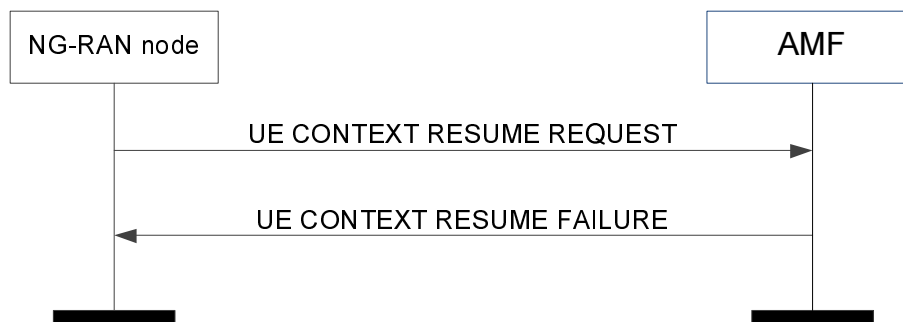 NG-RAN node
AMF
UE CONTEXT RESUME REQUEST
UE CONTEXT RESUME FAILURE